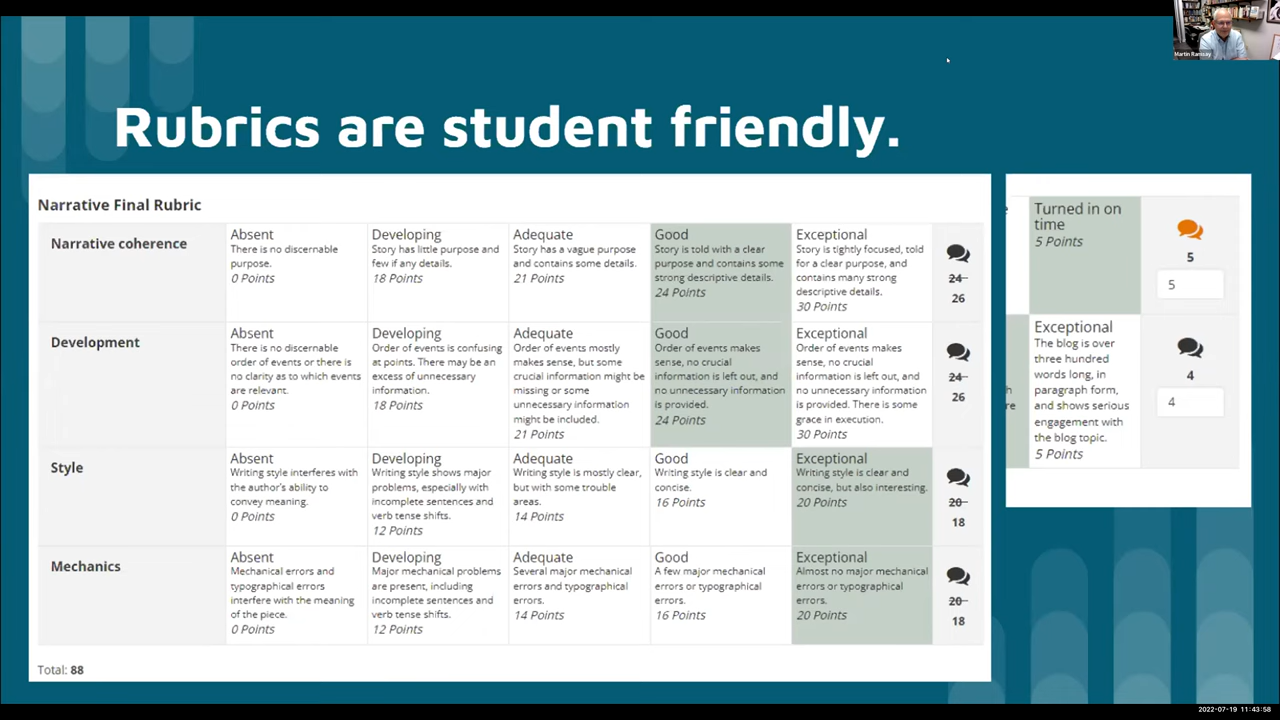 Martin Ramsay
Rubrics are student friendly.
Narrative Final Rubric
Narrative coherence
Absent
There is no discernable
purpose.
0 Points
Developing
Story has little purpose and
few if any details.
18 Points
Adequate
Story has a vague purpose
and contains some details.
21 Points
Good
Story is told with a clear
purpose and contains some
strong descriptive details.
24 Points
Exceptional
Story is tightly focused, told
for a clear purpose, and
contains many strong
descriptive details.
30 Points
24
26
Development
Absent
There is no discernable
order of events or there is
no clarity as to which events
are relevant.
0 Points
Developing
Order of events is confusing
at points. There may be an
excess of unnecessary
information.
18 Points
Adequate
Order of events mostly
makes sense, but some
crucial information might be
missing or some
unnecessary information
might be included.
21 Points
Good
Order of events makes
sense, no crucial
information is left out, and
no unnecessary information
is provided.
24 Points
Exceptional
Order of events makes
sense, no crucial
information is left out, and
no unnecessary information
is provided. There is some
grace in execution.
30 Points
24
26
Style
Absent
Writing style interferes with
the author's ability to
convey meaning.
0 Points
Developing
Writing style shows major
problems, especially with
incomplete sentences and
verb tense shifts.
12 Points
Adequate
Writing style is mostly clear,
but with some trouble
areas.
14 Points
Good
Writing style is clear and
concise.
16 Points
Exceptional
Writing style is clear and
concise, but also interesting.
20 Points
20
18
Mechanics
Absent
Mechanical errors and
typographical errors
interfere with the meaning
of the piece.
0 Points
Developing
Major mechanical problems
are present, including
incomplete sentences and
verb tense shifts.
12 Points
Adequate
Several major mechanical
errors and typographical
errors.
14 Points
Good
A few major mechanical
errors or typographical
errors.
16 Points
Exceptional
Almost no major mechanical
errors or typographical
errors.
20 Points
20
18
Total: 88
Turned in on
time
5 Points
5
5
Exceptional
The blog is over
three hundred
words long, in
paragraph form,
and shows serious
engagement with
the blog topic.
5 Points
4
4
2022-07-19 11:43:58